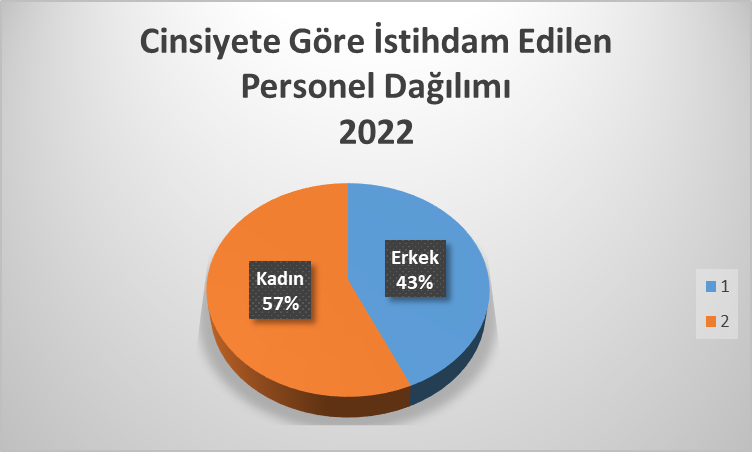 Cinsiyete Göre İstihdam Edilen
Personel Dağılımı
2022
Erkek
43%
Kadın
57%
1
2